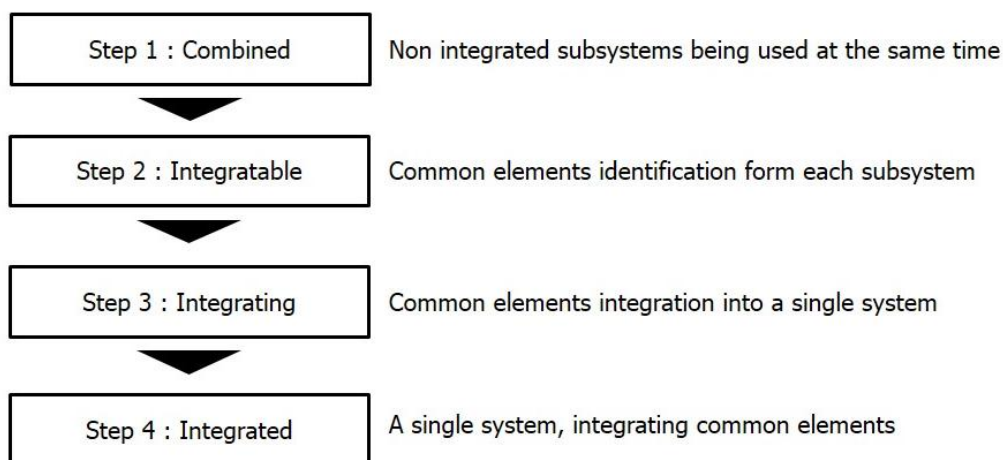 Step 1 : Combined
Non integrated subsystems being used at the same time
Step 2 : Integratable
Common elements identification form each subsystem
Step 3 : Integrating
Common elements integration into a single system
Step 4 : Integrated
A single system, integrating common elements